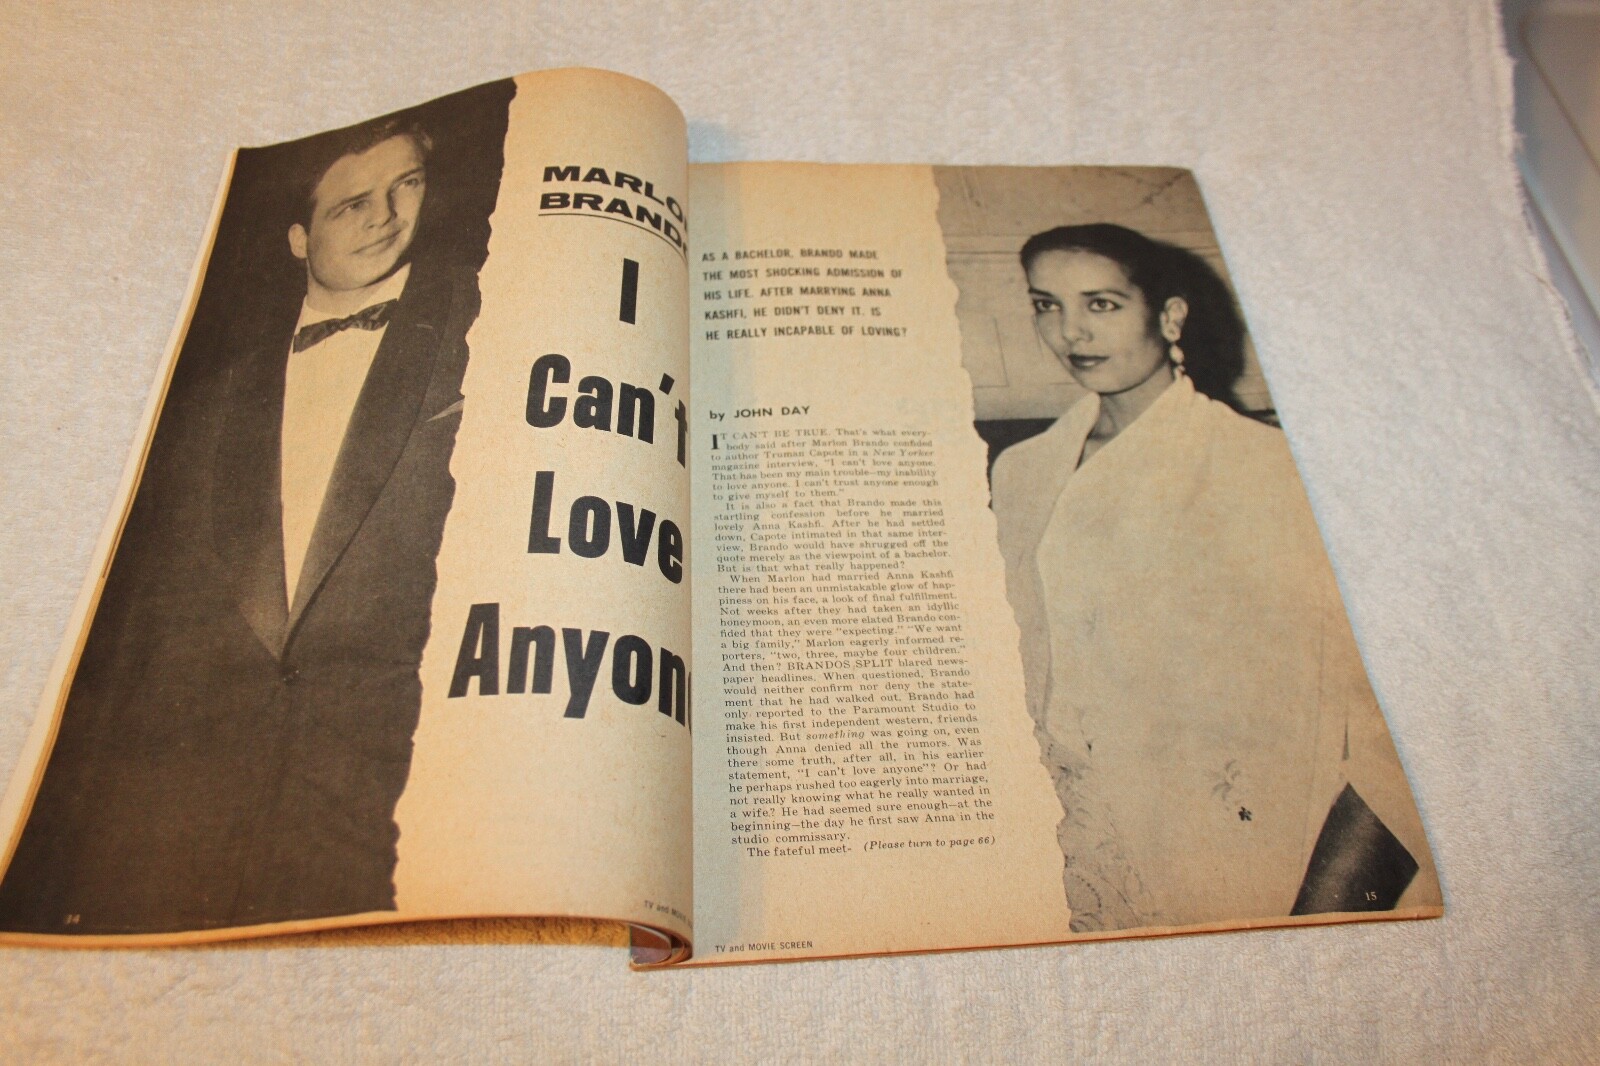 MARLO
BRAND
I
Can't
Love
Anyon
14
TV and
AS A BACHELOR, BRANDO MADE
THE MOST SHOCKING ADMISSION OF
HIS LIFE. AFTER MARRYING ANNA
KASHFI, HE DIDN'T DENY IT. IS
HE REALLY INCAPABLE OF LOVING?
by JOHN DAY
IT CAN'T BE TRUE. That's what every-
body said after Marlon Brando confided
to author Truman Capote in a New Yorker
magazine interview, "I can't love anyone.
That has been my main trouble—my inability
to love anyone. I can't trust anyone enough
to give myself to them."
It is also a fact that Brando made this
startling confession before he married
lovely Anna Kashfi. After he had settled
down, Capote intimated in that same inter-
view, Brando would have shrugged off the
quote merely as the viewpoint of a bachelor.
But is that what really happened?
When Marlon had married Anna Kashfi
there had been an unmistakable glow of hap-
piness on his face, a look of final fulfillment.
Not weeks after they had taken an idyllic
honeymoon, an even more elated Brando con-
fided that they were "expecting." "We want
a big family," Marlon eagerly informed re-
porters, "two, three, maybe four children."
And then? BRANDOS SPLIT blared news-
paper headlines. When questioned, Brando
would neither confirm nor deny the state-
ment that he had walked out. Brando had
only reported to the Paramount Studio to
make his first independent western, friends
insisted. But something was going on, even
though Anna denied all the rumors. Was
there some truth, after all, in his earlier
statement, "I can't love anyone"? Or had
he perhaps rushed too eagerly into marriage,
not really knowing what he really wanted in
a wife? He had seemed sure enough—at the
beginning—the day he first saw Anna in the
studio commissary.
The fateful meet- (Please turn to page 66)
TV and MOVIE SCREEN
15